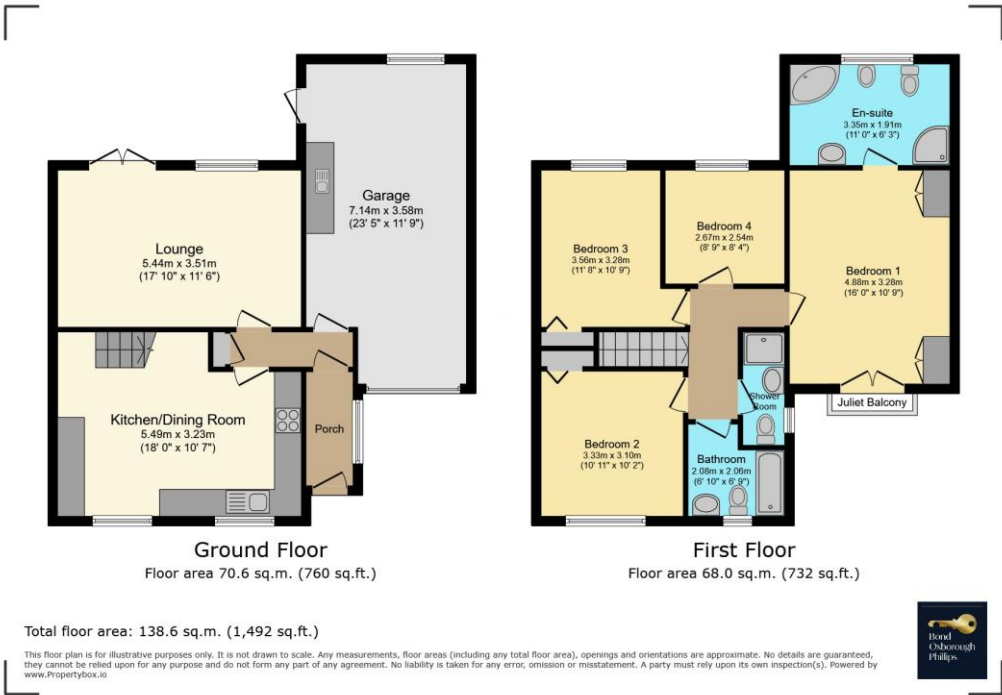 Lounge
5.44m x 3.51m
(17' 10" x 11' 6")
Garage
7.14m x 3.58m
(23' 5" x 11' 9")
Kitchen/Dining Room
5.49m x 3.23m
(18' 0" x 10' 7")
Porch
Ground Floor
Floor area 70.6 sq.m. (760 sq.ft.)
En-suite
3.35m x 1.91m
(11' 0" x 6' 3")
Bedroom 3
3.56m x 3.28m
(11' 8" x 10' 9")
Bedroom 4
2.67m x 2.54m
(8' 9" x 8' 4")
Bedroom 1
4.88m x 3.28m
(16' 0" x 10' 9")
Juliet Balcony
Shower
Room
Bedroom 2
3.33m x 3.10m
(10' 11" x 10' 2")
Bathroom
2.08m x 2.06m
(6' 10" x 6' 9")
First Floor
Floor area 68.0 sq.m. (732 sq.ft.)
Total floor area: 138.6 sq.m. (1,492 sq.ft.)
This floor plan is for illustrative purposes only. It is not drawn to scale. Any measurements, floor areas (including any total floor area), openings and orientations are approximate. No details are guaranteed,
they cannot be relied upon for any purpose and do not form any part of any agreement. No liability is taken for any error, omission or misstatement. A party must rely upon its own inspection(s). Powered by
www.Propertybox.io
Bond
Oxborough
Phillips